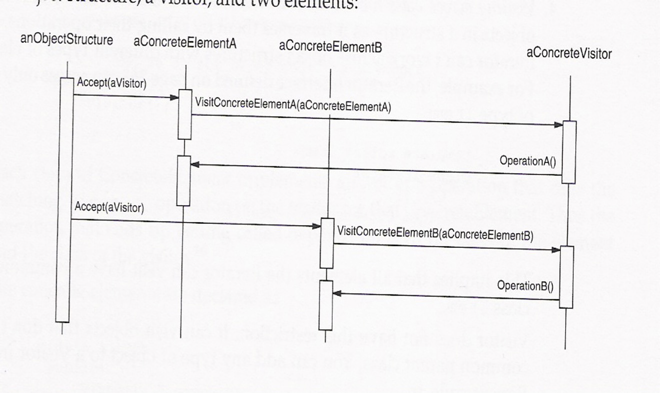 structure, a visitor, and two elements:
anObjectStructure aConcreteElementA aConcreteElementB aConcreteVisitor
Accept(aVisitor)
VisitConcreteElementA(aConcreteElementA)
OperationA()
Accept(aVisitor)
VisitConcreteElementB(aConcreteElementB)
OperationB()